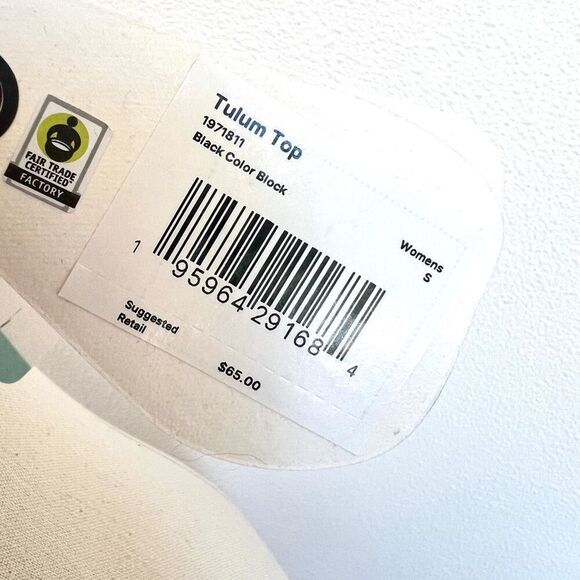 Tulum Top
1971811
Black Color Block
Womens
S
1 95964 29168 4
Suggested
Retail
$65.00
FAIR TRADE
CERTIFIED
FACTORY